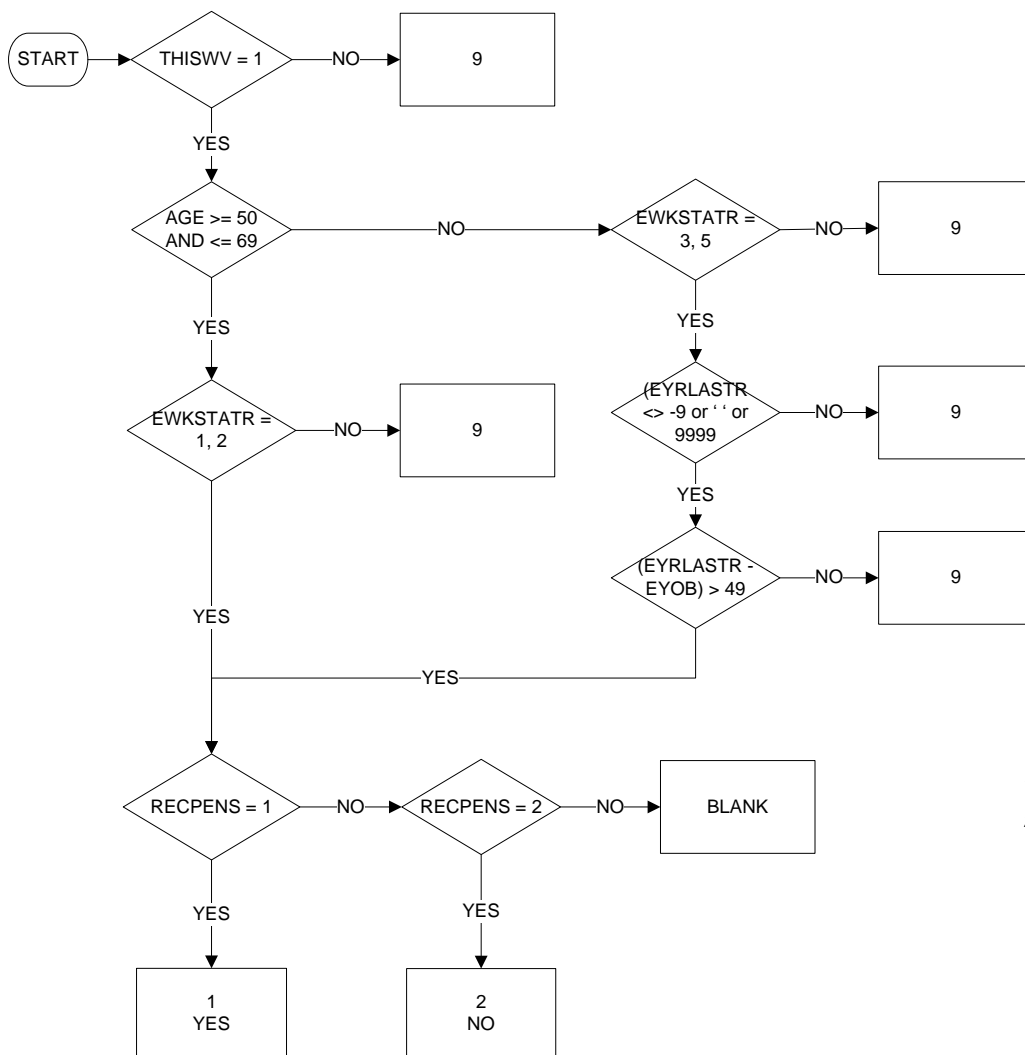 START
THISWV = 1
NO
9
YES
AGE >= 50
AND <= 69
NO
EWKSTATR =
3, 5
NO
9
YES
YES
EWKSTATR =
1, 2
NO
9
(EYRLASTR
<> -9 or ‘ ‘ or
9999
NO
9
YES
(EYRLASTR -
EYOB) > 49
NO
9
YES
YES
RECPENS = 1
NO
RECPENS = 2
NO
BLANK
YES
YES
1
YES
2
NO